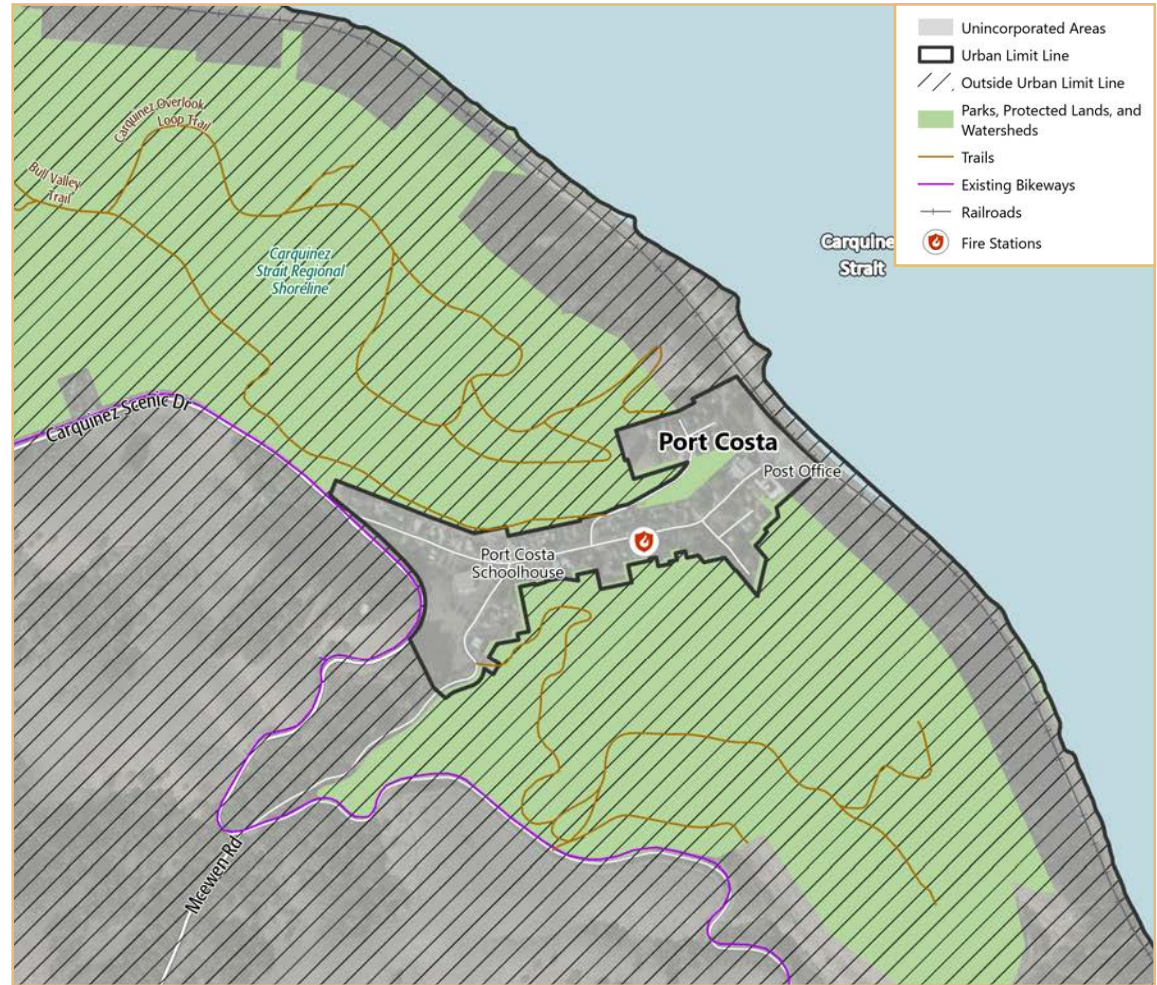 Unincorporated Areas
Urban Limit Line
Outside Urban Limit Line
Parks, Protected Lands, and
Watersheds
Trails
Existing Bikeways
Railroads
Fire Stations
Carquinez Overlook
Loop Trail
Bull Valley
Trail
Carquinez
Strait Regional
Shoreline
Carquine
Strait
Carquinez Scenic Dr
Port Costa
Post Office
Port Costa
Schoolhouse
Mcewen Rd